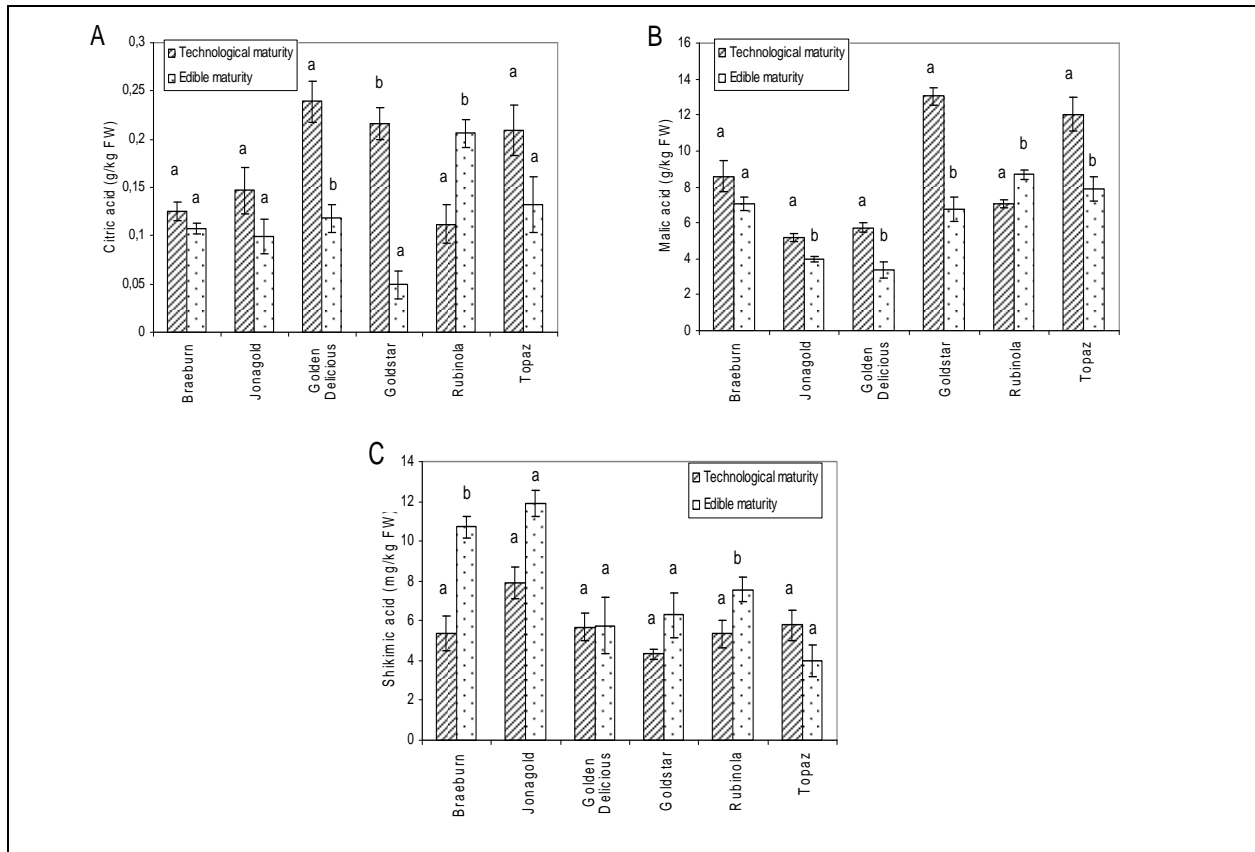 A
Citric acid (g/kg FW)
0,3
0,25
0,2
0,15
0,1
0,05
0
Technological maturity
Edible maturity
a
a
a
a
a
b
b
a
a
b
a
a
Braeburn
Jonagold
Golden
Delicious
Goldstar
Rubinola
Topaz
B
Malic acid (g/kg FW)
16
14
12
10
8
6
4
2
0
Technological maturity
Edible maturity
a
a
a
b
a
b
a
b
a
b
a
b
Braeburn
Jonagold
Golden
Delicious
Goldstar
Rubinola
Topaz
C
Shikimic acid (mg/kg FW)
14
12
10
8
6
4
2
0
Technological maturity
Edible maturity
a
b
a
a
a
a
a
a
a
b
a
a
Braeburn
Jonagold
Golden
Delicious
Goldstar
Rubinola
Topaz